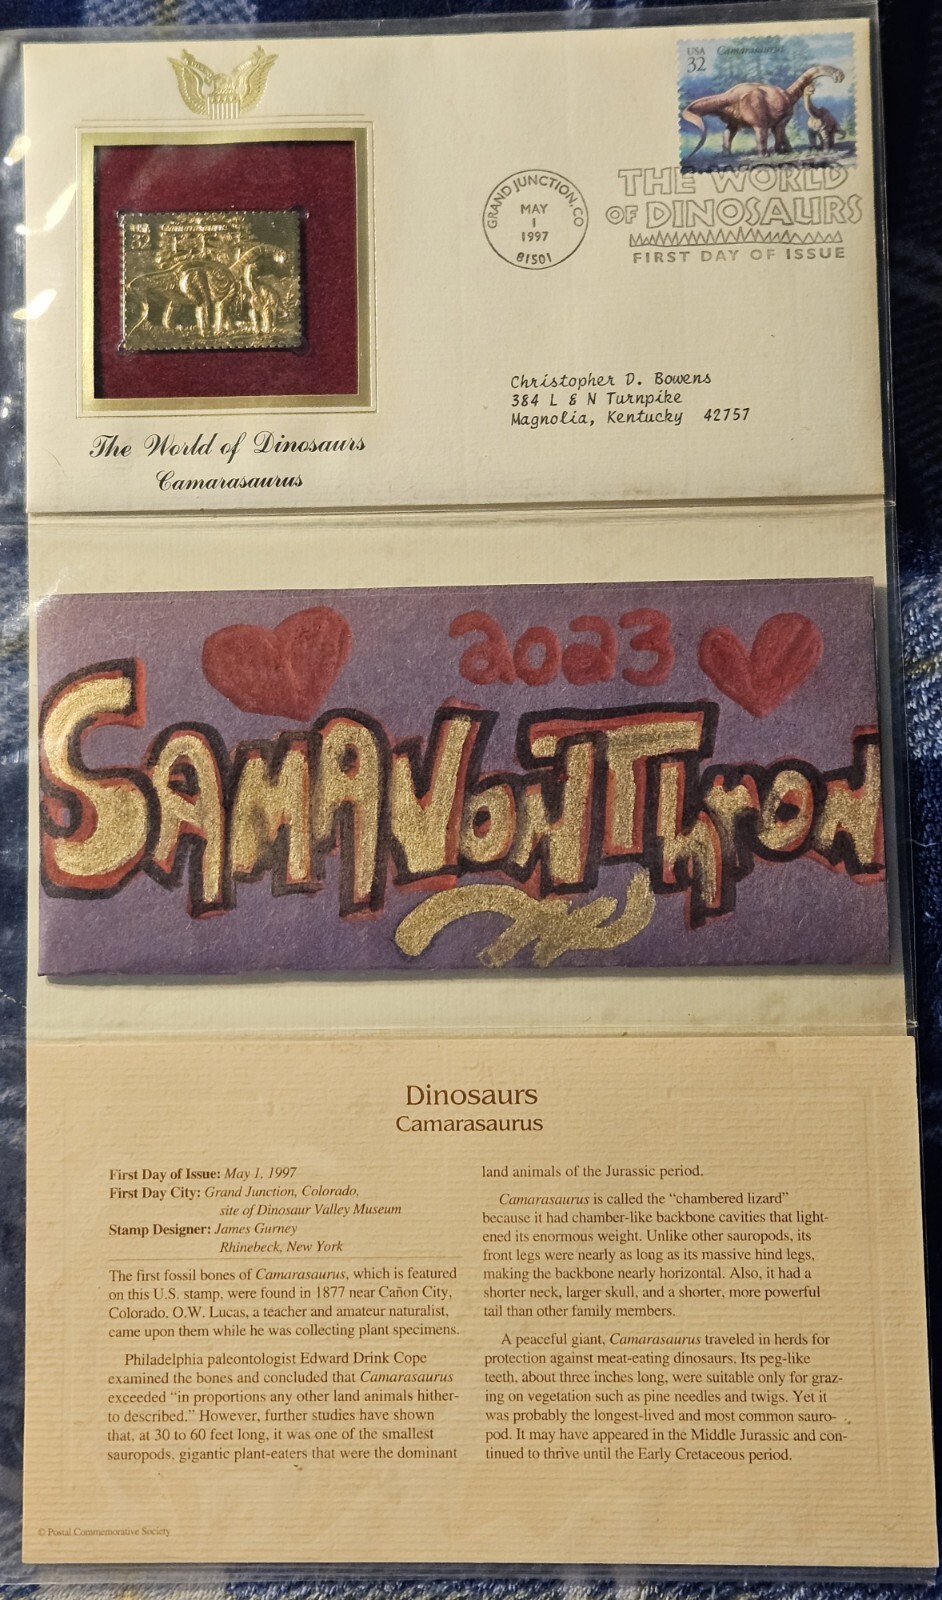 USA
32
Camarasaurus
USA
32
Camarasaurus
GRAND JUNCTION, CO
MAY
1
1997
81501
THE WORLD
OF DINOSAURS
FIRST DAY OF ISSUE
Christopher D. Bowens
384 L & N Turnpike
Magnolia, Kentucky 42757
The World of Dinosaurs
Camarasaurus
2023
SAMAVONThron
Dinosaurs
Camarasaurus
First Day of Issue: May 1, 1997
First Day City: Grand Junction, Colorado,
site of Dinosaur Valley Museum
Stamp Designer: James Gurney
Rhinebeck, New York
The first fossil bones of Camarasaurus, which is featured
on this U.S. stamp, were found in 1877 near Cañon City,
Colorado. O.W. Lucas, a teacher and amateur naturalist,
came upon them while he was collecting plant specimens.
Philadelphia paleontologist Edward Drink Cope
examined the bones and concluded that Camarasaurus
exceeded “in proportions any other land animals hither-
to described.” However, further studies have shown
that, at 30 to 60 feet long, it was one of the smallest
sauropods, gigantic plant-eaters that were the dominant
land animals of the Jurassic period.
Camarasaurus is called the “chambered lizard”
because it had chamber-like backbone cavities that light-
ened its enormous weight. Unlike other sauropods, its
front legs were nearly as long as its massive hind legs,
making the backbone nearly horizontal. Also, it had a
shorter neck, larger skull, and a shorter, more powerful
tail than other family members.
A peaceful giant, Camarasaurus traveled in herds for
protection against meat-eating dinosaurs. Its peg-like
teeth, about three inches long, were suitable only for graz-
ing on vegetation such as pine needles and twigs. Yet it
was probably the longest-lived and most common sauro-
pod. It may have appeared in the Middle Jurassic and con-
tinued to thrive until the Early Cretaceous period.
© Postal Commemorative Society